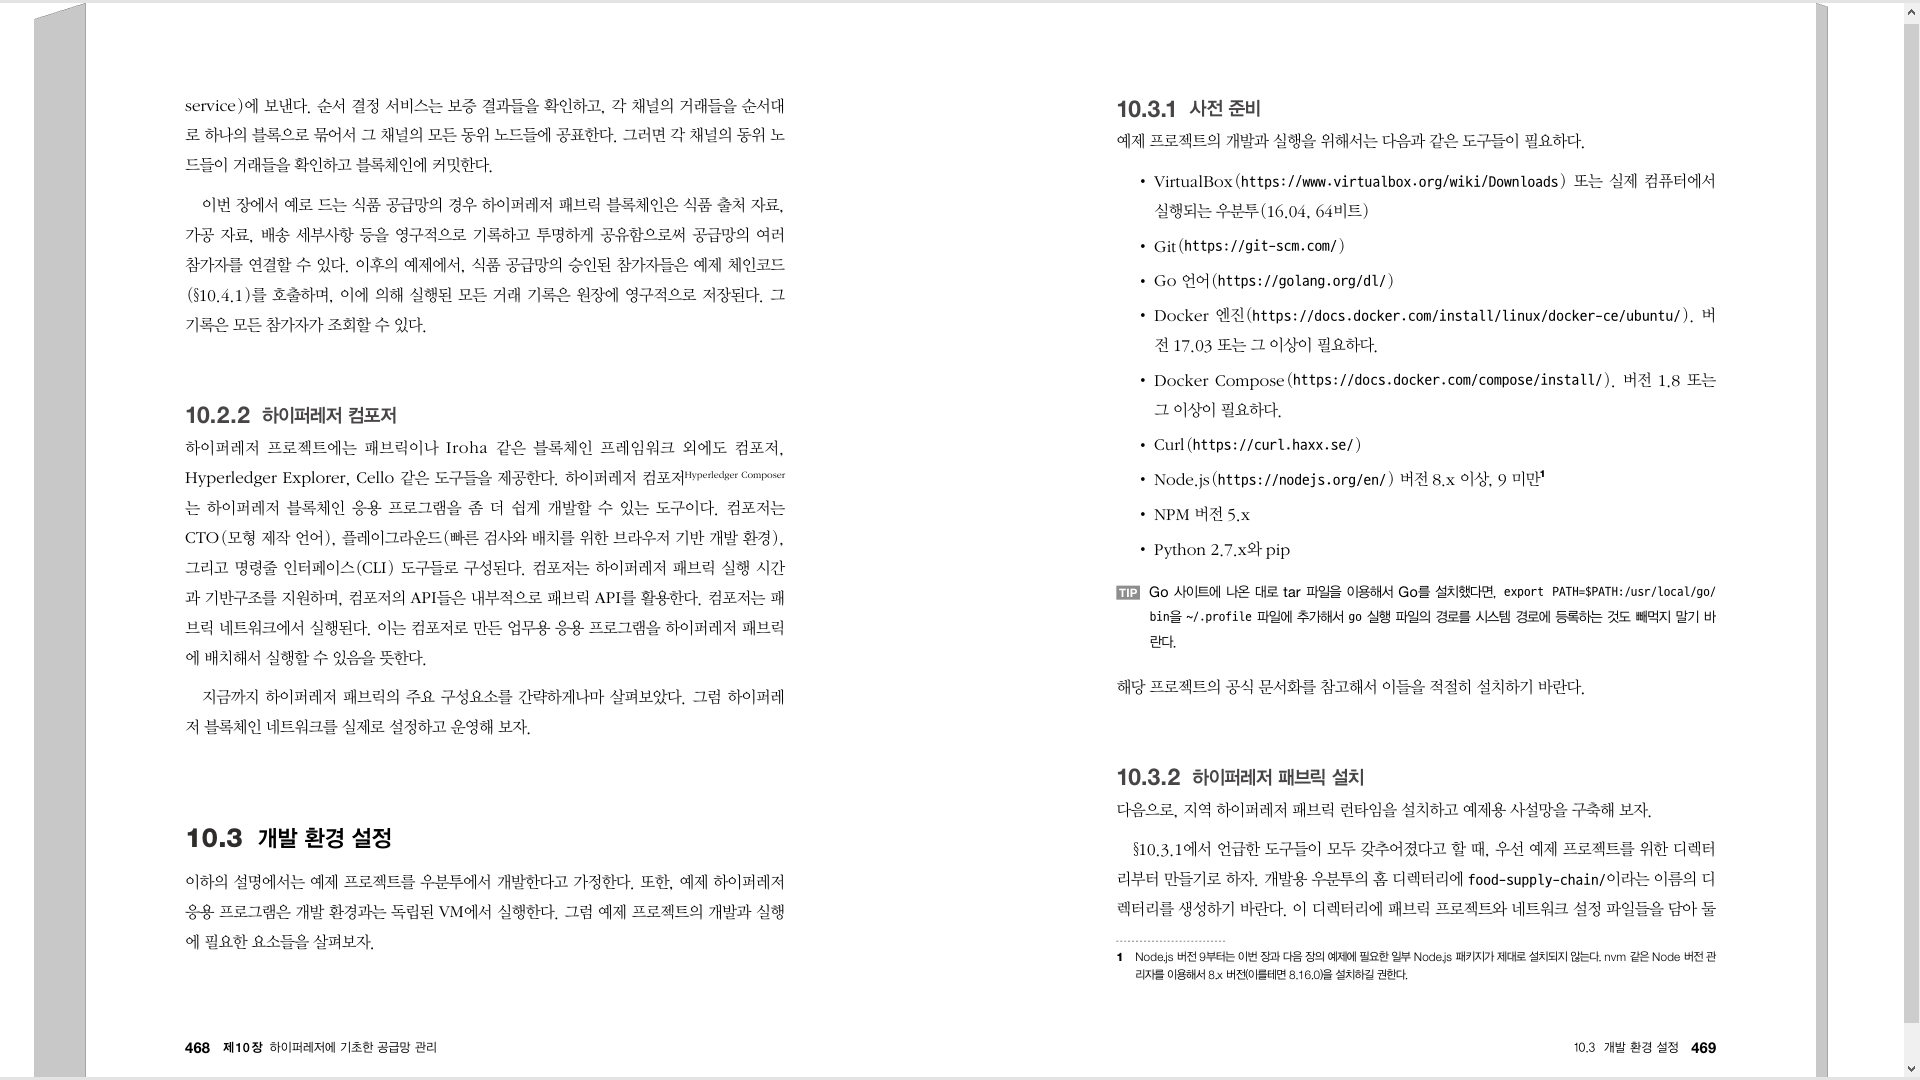 service)에 보낸다. 순서 결정 서비스는 보증 결과들을 확인하고, 각 채널의 거래들을 순서대
로 하나의 블록으로 묶어서 그 채널의 모든 동위 노드들에 공표한다. 그러면 각 채널의 동위 노
드들이 거래들을 확인하고 블록체인에 커밋한다.
이번 장에서 예로 드는 식품 공급망의 경우 하이퍼레저 패브릭 블록체인은 식품 출처 자료,
가공 자료, 배송 세부사항 등을 영구적으로 기록하고 투명하게 공유함으로써 공급망의 여러
참가자를 연결할 수 있다. 이후의 예제에서, 식품 공급망의 승인된 참가자들은 예제 체인코드
(§10.4.1)를 호출하며, 이에 의해 실행된 모든 거래 기록은 원장에 영구적으로 저장된다. 그
기록은 모든 참가자가 조회할 수 있다.
10.2.2 하이퍼레저 컴포저
하이퍼레저 프로젝트에는 패브릭이나 Iroha 같은 블록체인 프레임워크 외에도 컴포저,
Hyperledger Explorer, Cello 같은 도구들을 제공한다. 하이퍼레저 컴포저Hyperledger Composer
는 하이퍼레저 블록체인 응용 프로그램을 좀 더 쉽게 개발할 수 있는 도구이다. 컴포저는
CTO(모형 제작 언어), 플레이그라운드(빠른 검사와 배치를 위한 브라우저 기반 개발 환경),
그리고 명령줄 인터페이스(CLI) 도구들로 구성된다. 컴포저는 하이퍼레저 패브릭 실행 시간
과 기반구조를 지원하며, 컴포저의 API들은 내부적으로 패브릭 API를 활용한다. 컴포저는 패
브릭 네트워크에서 실행된다. 이는 컴포저로 만든 업무용 응용 프로그램을 하이퍼레저 패브릭
에 배치해서 실행할 수 있음을 뜻한다.
지금까지 하이퍼레저 패브릭의 주요 구성요소를 간략하게나마 살펴보았다. 그럼 하이퍼레
저 블록체인 네트워크를 실제로 설정하고 운영해 보자.
10.3 개발 환경 설정
이하의 설명에서는 예제 프로젝트를 우분투에서 개발한다고 가정한다. 또한, 예제 하이퍼레저
응용 프로그램은 개발 환경과는 독립된 VM에서 실행한다. 그럼 예제 프로젝트의 개발과 실행
에 필요한 요소들을 살펴보자.
468 제10장 하이퍼레저에 기초한 공급망 관리
10.3.1 사전 준비
예제 프로젝트의 개발과 실행을 위해서는 다음과 같은 도구들이 필요하다.
• VirtualBox(https://www.virtualbox.org/wiki/Downloads) 또는 실제 컴퓨터에서
실행되는 우분투(16.04, 64비트)
• Git(https://git-scm.com/)
• Go 언어(https://golang.org/dl/)
• Docker 엔진(https://docs.docker.com/install/linux/docker-ce/ubuntu/). 버
전 17.03 또는 그 이상이 필요하다.
• Docker Compose(https://docs.docker.com/compose/install/). 버전 1.8 또는
그 이상이 필요하다.
• Curl(https://curl.haxx.se/)
• Node.js(https://nodejs.org/en/) 버전 8.x 이상, 9 미만1
• NPM 버전 5.x
• Python 2.7.x와 pip
TIP Go 사이트에 나온 대로 tar 파일을 이용해서 Go를 설치했다면, export PATH=$PATH:/usr/local/go/
bin을 ~/.profile 파일에 추가해서 go 실행 파일의 경로를 시스템 경로에 등록하는 것도 빼먹지 말기 바
란다.
해당 프로젝트의 공식 문서화를 참고해서 이들을 적절히 설치하기 바란다.
10.3.2 하이퍼레저 패브릭 설치
다음으로, 지역 하이퍼레저 패브릭 런타임을 설치하고 예제용 사설망을 구축해 보자.
§10.3.1에서 언급한 도구들이 모두 갖추어졌다고 할 때, 우선 예제 프로젝트를 위한 디렉터
리부터 만들기로 하자. 개발용 우분투의 홈 디렉터리에 food-supply-chain/이라는 이름의 디
렉터리를 생성하기 바란다. 이 디렉터리에 패브릭 프로젝트와 네트워크 설정 파일들을 담아 둘
1 Node.js 버전 9부터는 이번 장과 다음 장의 예제에 필요한 일부 Node.js 패키지가 제대로 설치되지 않는다. nvm 같은 Node 버전 관
리자를 이용해서 8.x 버전(이를테면 8.16.0)을 설치하길 권한다.
10.3 개발 환경 설정 469